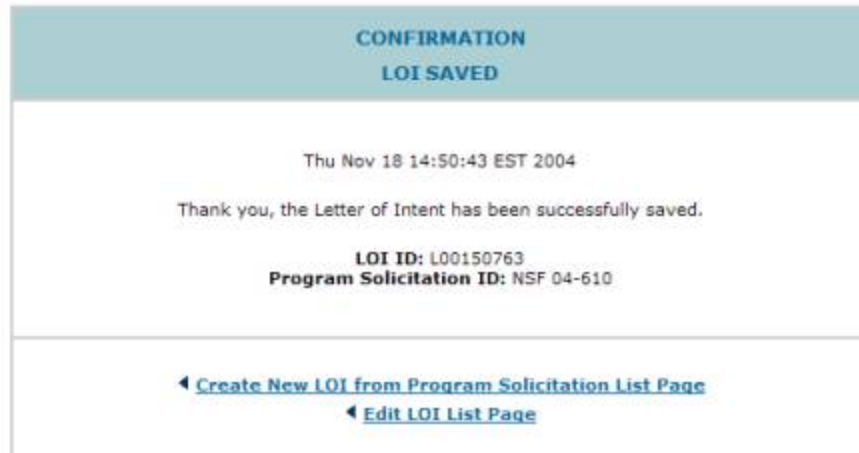 CONFIRMATION
LOI SAVED
Thu Nov 18 14:50:43 EST 2004
Thank you, the Letter of Intent has been successfully saved.
LOI ID: L00150763
Program Solicitation ID: NSF 04-610
Create New LOI from Program Solicitation List Page
Edit LOI List Page